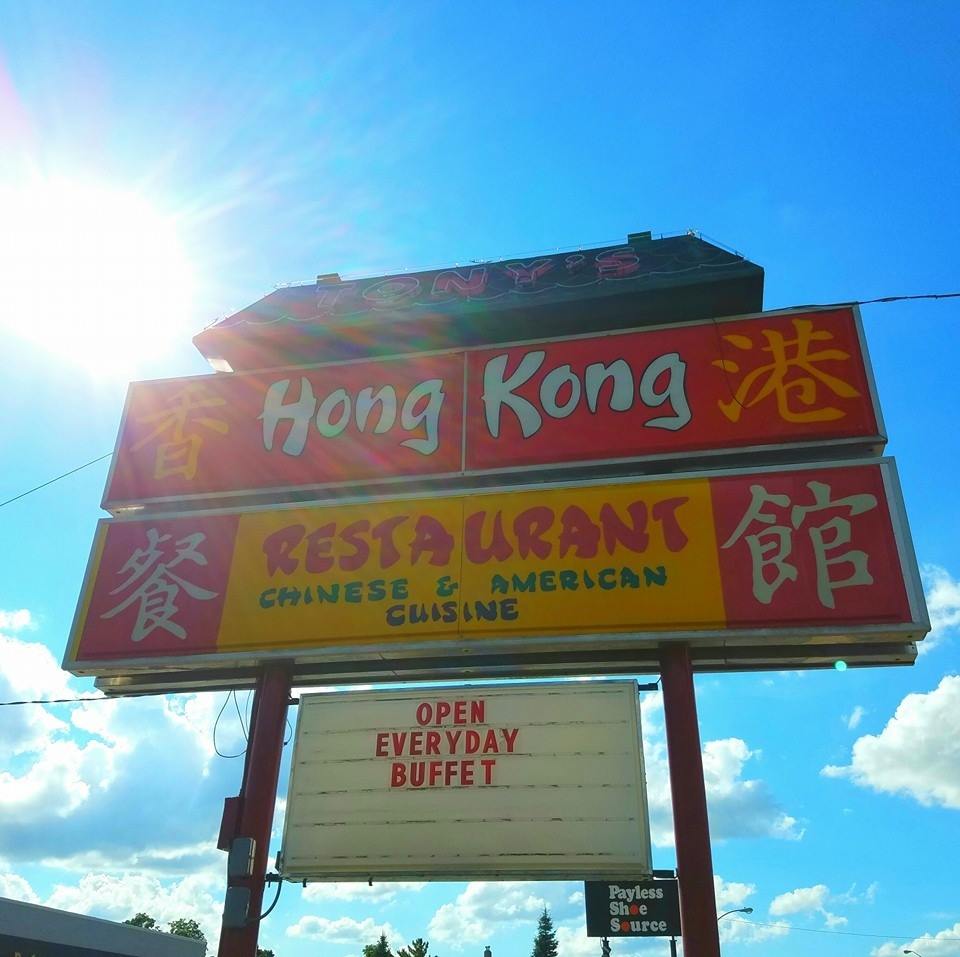 TONY'S
香 Hong Kong 港
餐 RESTAURANT 館
CHINESE & AMERICAN
CUISINE
OPEN
EVERYDAY
BUFFET
Payless
Shoe
Source